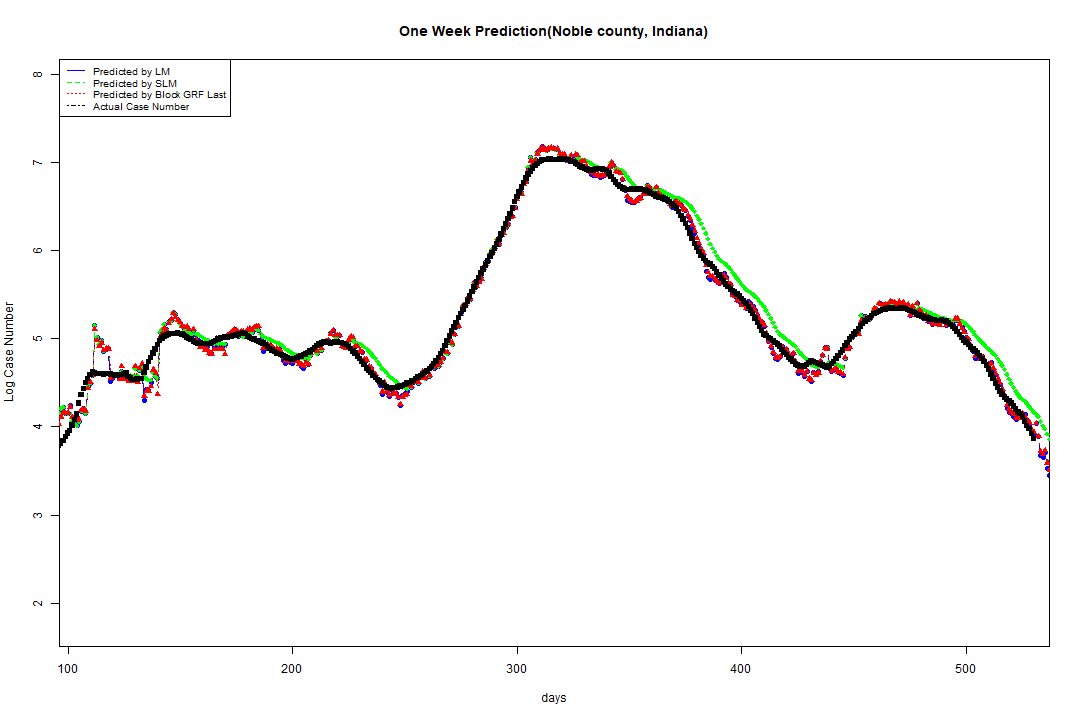 One Week Prediction(Noble county, Indiana)
Predicted by LM
Predicted by SLM
Predicted by Block GRF Last
Actual Case Number
8
7
6
5
4
3
2
Log Case Number
100 200 300 400 500
days